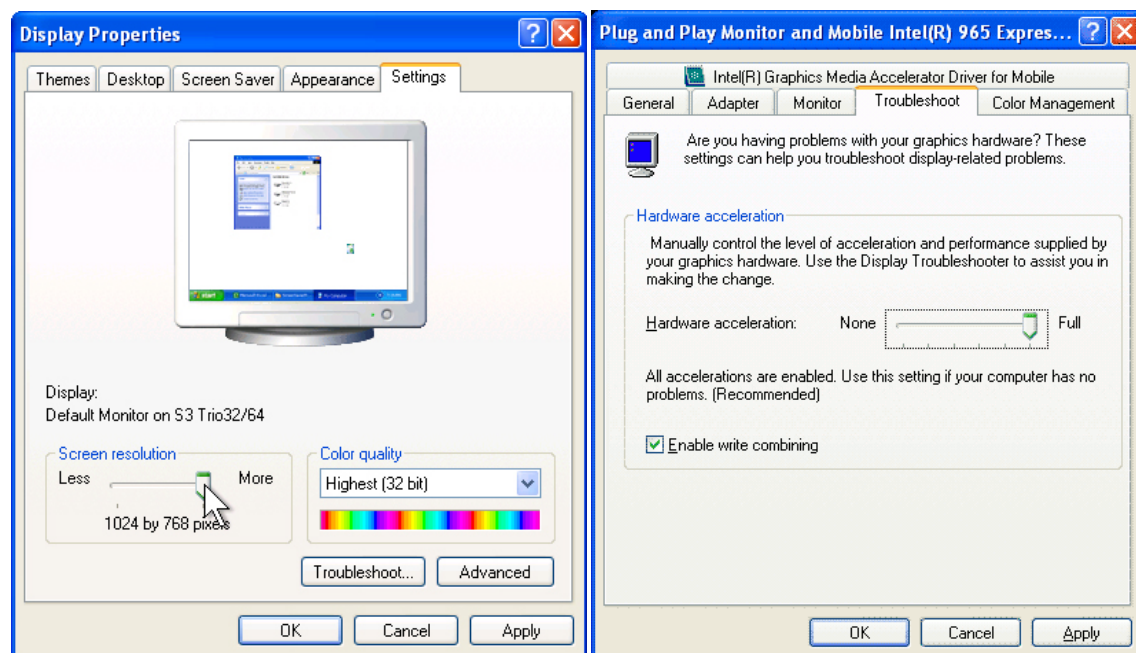 Display Properties
Themes Desktop Screen Saver Appearance Settings
Display:
Default Monitor on S3 Trio32/64
Screen resolution
Less More
1024 by 768 pixels
Color quality
Highest (32 bit)
Troubleshoot... Advanced
OK Cancel Apply
Plug and Play Monitor and Mobile Intel(R) 965 Expres...
Intel(R) Graphics Media Accelerator Driver for Mobile
General Adapter Monitor Troubleshoot Color Management
Are you having problems with your graphics hardware? These
settings can help you troubleshoot display-related problems.
Hardware acceleration
Manually control the level of acceleration and performance supplied by
your graphics hardware. Use the Display Troubleshooter to assist you in
making the change.
Hardware acceleration: None Full
All accelerations are enabled. Use this setting if your computer has no
problems. (Recommended)
Enable write combining
OK Cancel Apply